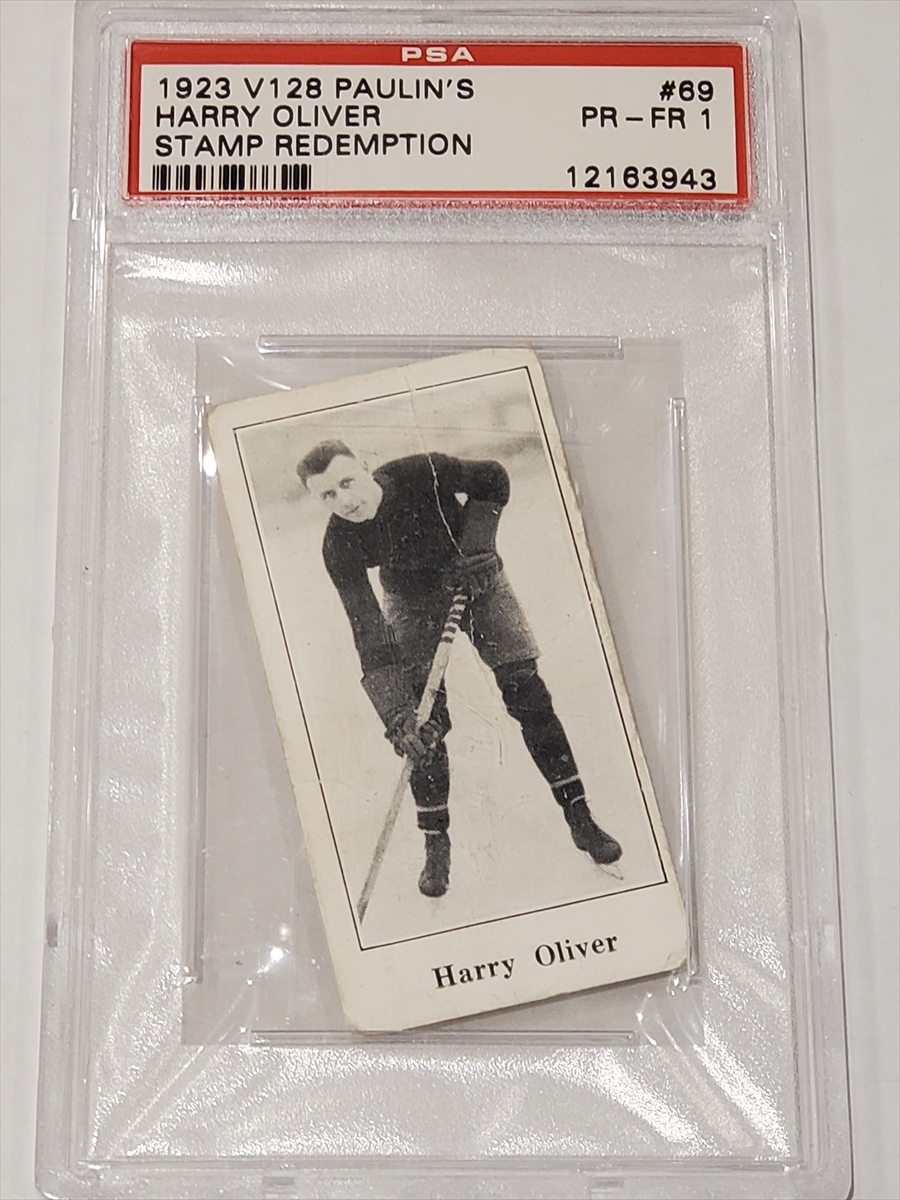 PSA
1923 V128 PAULIN'S #69
HARRY OLIVER PR - FR 1
STAMP REDEMPTION
12163943
Harry Oliver